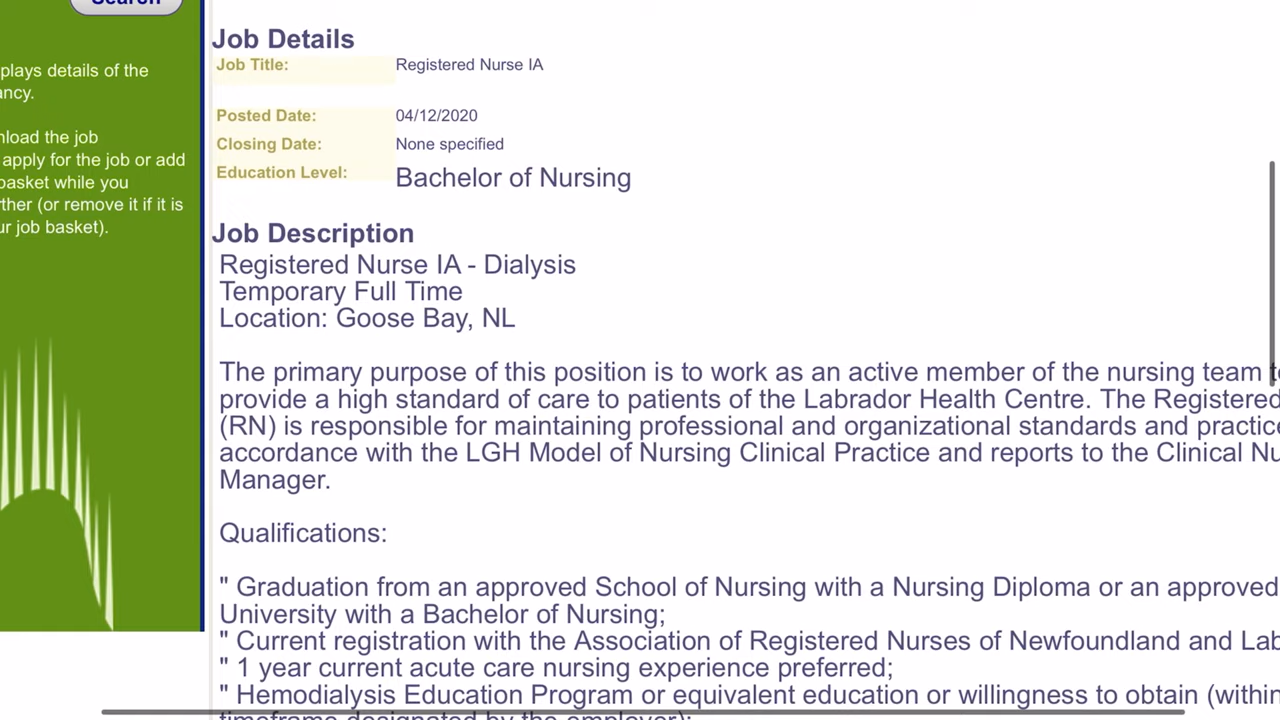 Search
plays details of the
ancy.
nload the job
apply for the job or add
basket while you
ther (or remove it if it is
ur job basket).
Job Details
Job Title: Registered Nurse IA
Posted Date: 04/12/2020
Closing Date: None specified
Education Level: Bachelor of Nursing
Job Description
Registered Nurse IA - Dialysis
Temporary Full Time
Location: Goose Bay, NL
The primary purpose of this position is to work as an active member of the nursing team t
provide a high standard of care to patients of the Labrador Health Centre. The Registered
(RN) is responsible for maintaining professional and organizational standards and practice
accordance with the LGH Model of Nursing Clinical Practice and reports to the Clinical Nu
Manager.
Qualifications:
" Graduation from an approved School of Nursing with a Nursing Diploma or an approved
University with a Bachelor of Nursing;
" Current registration with the Association of Registered Nurses of Newfoundland and Lab
" 1 year current acute care nursing experience preferred;
" Hemodialysis Education Program or equivalent education or willingness to obtain (within
timeframe designated by the employer);